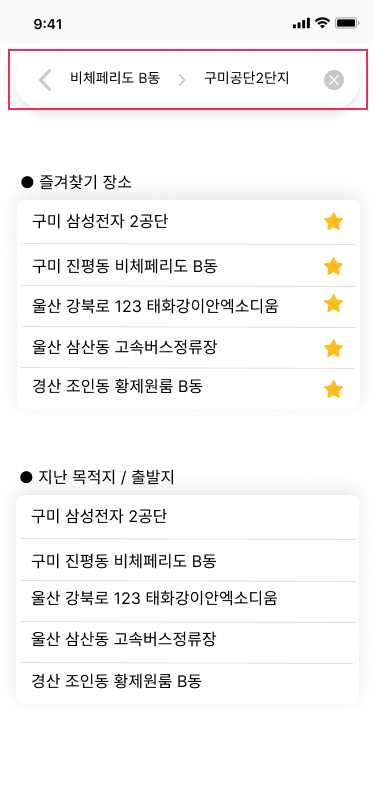 9:41
비체페리도 B동 > 구미공단2단지
● 즐겨찾기 장소
구미 삼성전자 2공단
구미 진평동 비체페리도 B동
울산 강북로 123 태화강이안엑소디움
울산 삼산동 고속버스정류장
경산 조인동 황제원룸 B동
● 지난 목적지 / 출발지
구미 삼성전자 2공단
구미 진평동 비체페리도 B동
울산 강북로 123 태화강이안엑소디움
울산 삼산동 고속버스정류장
경산 조인동 황제원룸 B동